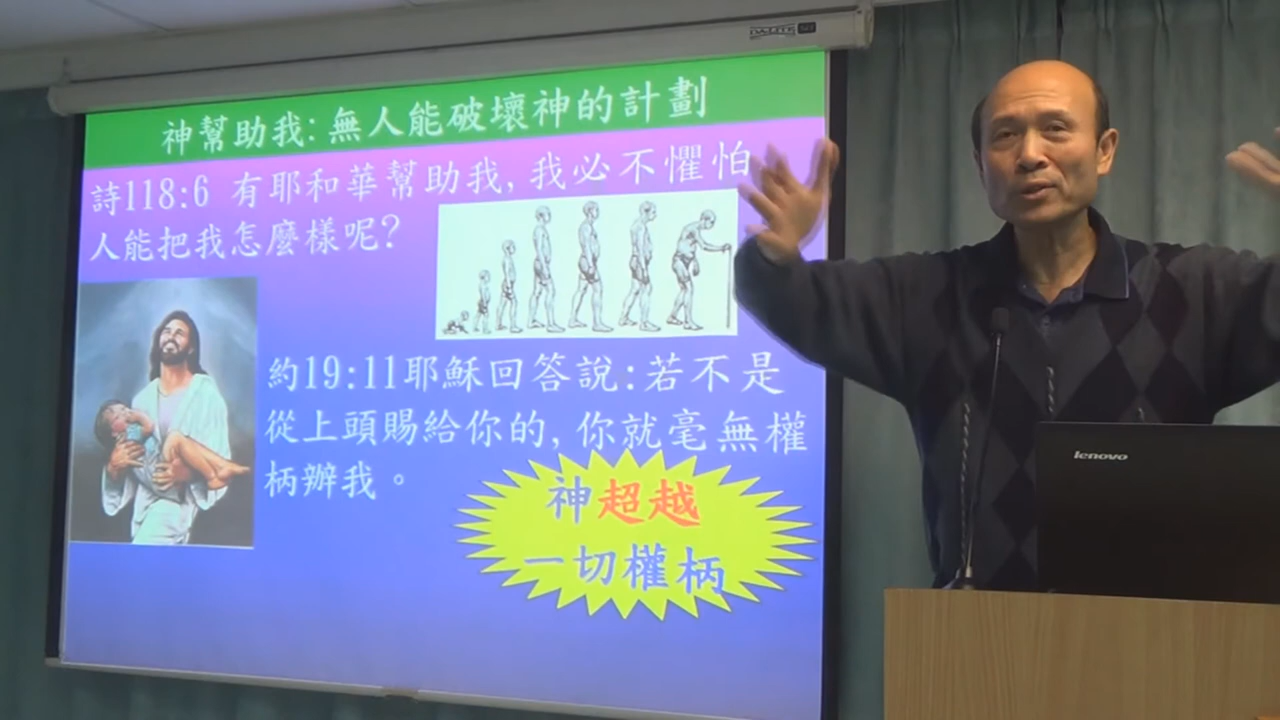 DA-LITE
神幫助我:無人能破壞神的計劃
詩118:6 有耶和華幫助我,我必不懼怕
人能把我怎麼樣呢?
約19:11耶穌回答說:若不是
從上頭賜給你的,你就毫無權
柄辦我。
神超越
一切權柄
lenovo